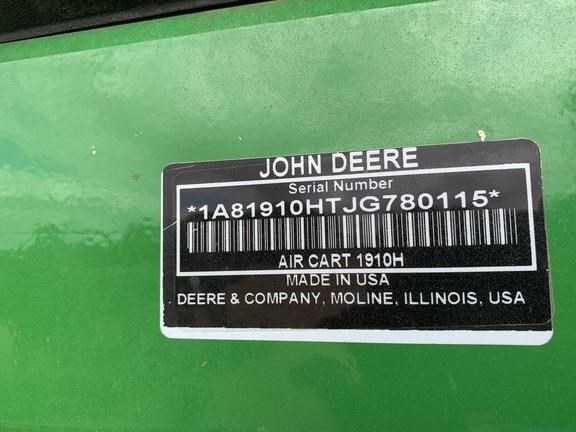 JOHN DEERE
Serial Number
*1A81910HTJG780115*
AIR CART 1910H
MADE IN USA
DEERE & COMPANY, MOLINE, ILLINOIS, USA